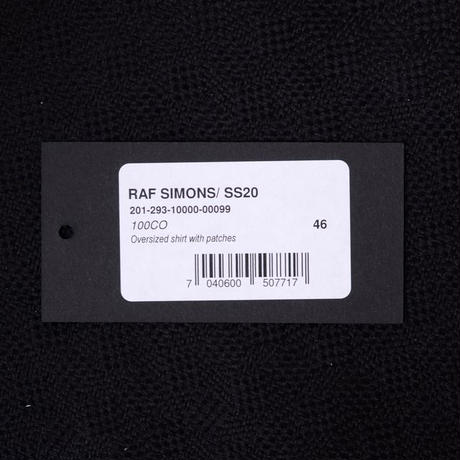 RAF SIMONS/ SS20
201-293-10000-00099
100CO 46
Oversized shirt with patches
7 040600 507717